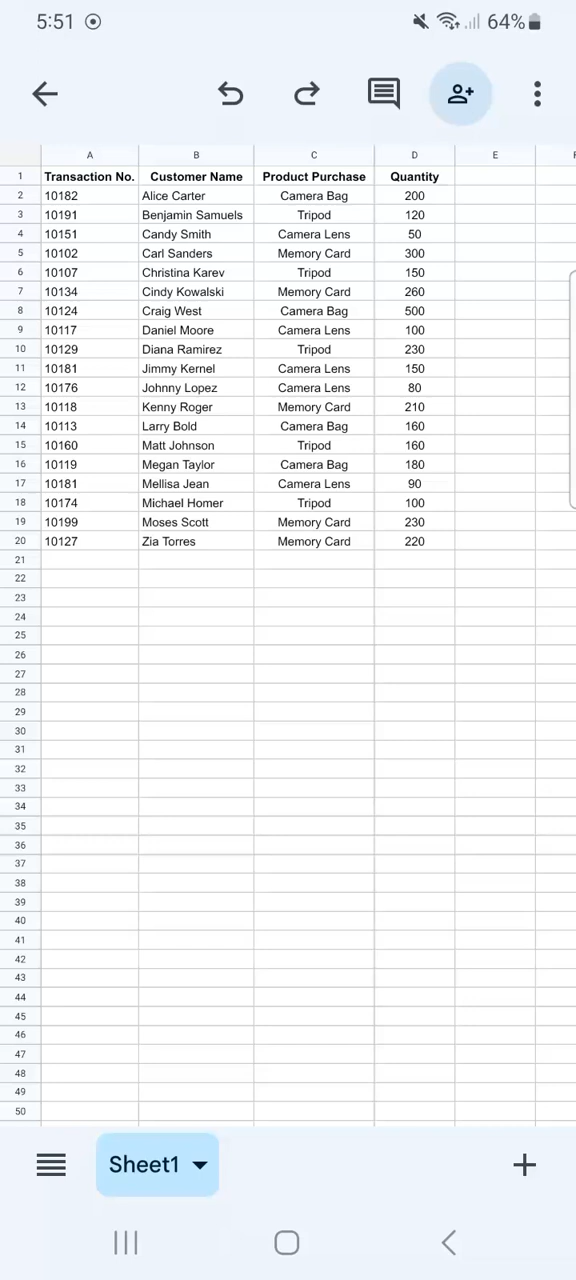 5:51 64%
A B C D E F
1 Transaction No. Customer Name Product Purchase Quantity
2 10182 Alice Carter Camera Bag 200
3 10191 Benjamin Samuels Tripod 120
4 10151 Candy Smith Camera Lens 50
5 10102 Carl Sanders Memory Card 300
6 10107 Christina Karev Tripod 150
7 10134 Cindy Kowalski Memory Card 260
8 10124 Craig West Camera Bag 500
9 10117 Daniel Moore Camera Lens 100
10 10129 Diana Ramirez Tripod 230
11 10181 Jimmy Kernel Camera Lens 150
12 10176 Johnny Lopez Camera Lens 80
13 10118 Kenny Roger Memory Card 210
14 10113 Larry Bold Camera Bag 160
15 10160 Matt Johnson Tripod 160
16 10119 Megan Taylor Camera Bag 180
17 10181 Mellisa Jean Camera Lens 90
18 10174 Michael Homer Tripod 100
19 10199 Moses Scott Memory Card 230
20 10127 Zia Torres Memory Card 220
21
22
23
24
25
26
27
28
29
30
31
32
33
34
35
36
37
38
39
40
41
42
43
44
45
46
47
48
49
50
Sheet1